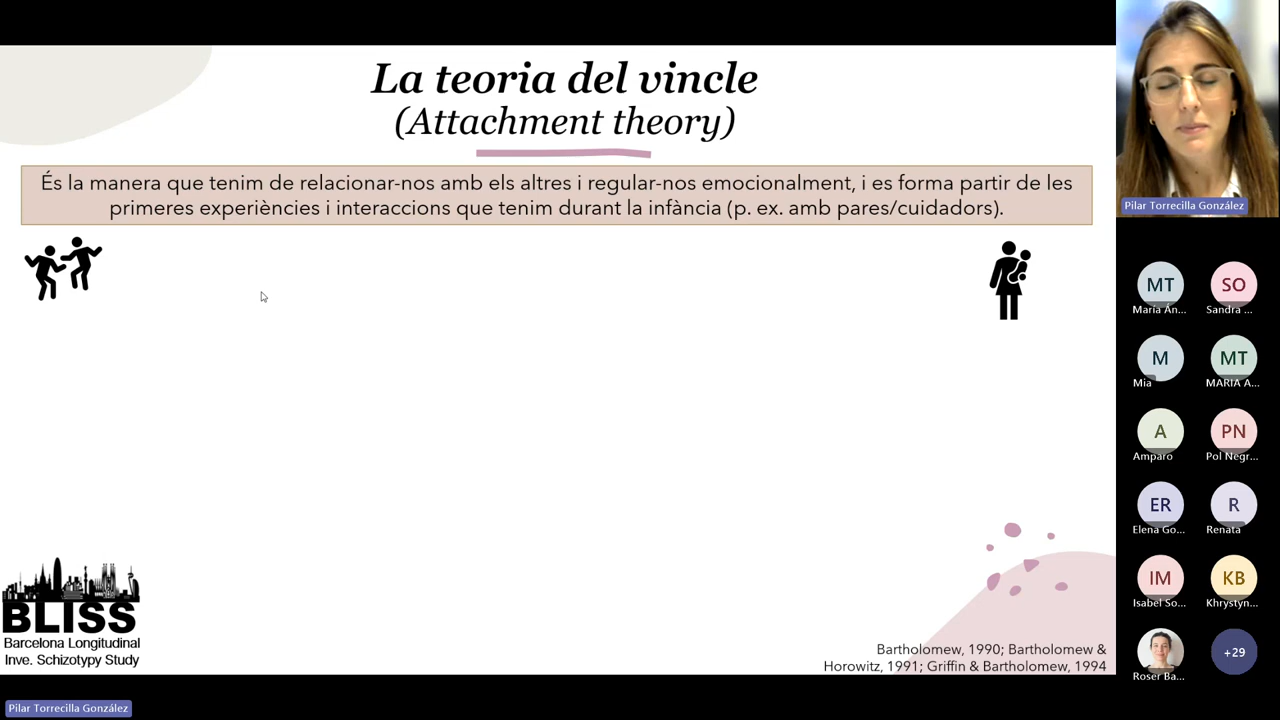 La teoria del vincle
(Attachment theory)
És la manera que tenim de relacionar-nos amb els altres i regular-nos emocionalment, i es forma partir de les
primeres experiències i interaccions que tenim durant la infància (p. ex. amb pares/cuidadors).
BLISS
Barcelona Longitudinal
Inve. Schizotypy Study
Bartholomew, 1990; Bartholomew &
Horowitz, 1991; Griffin & Bartholomew, 1994
Pilar Torrecilla González
Pilar Torrecilla González
MT
María Án...
SO
Sandra ...
M
Mia
MT
MARIA A...
A
Amparo
PN
Pol Negr...
ER
Elena Go...
R
Renata
IM
Isabel So...
KB
Khrystyn...
Roser Ba...
+29